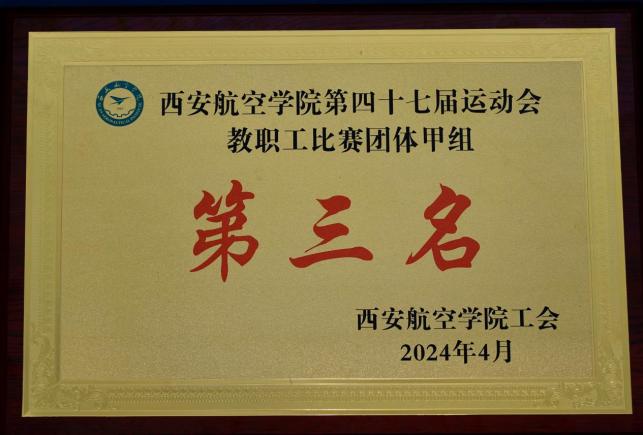 西安航空学院第四十七届运动会
教职工比赛团体甲组
第三名
西安航空学院工会
2024年4月